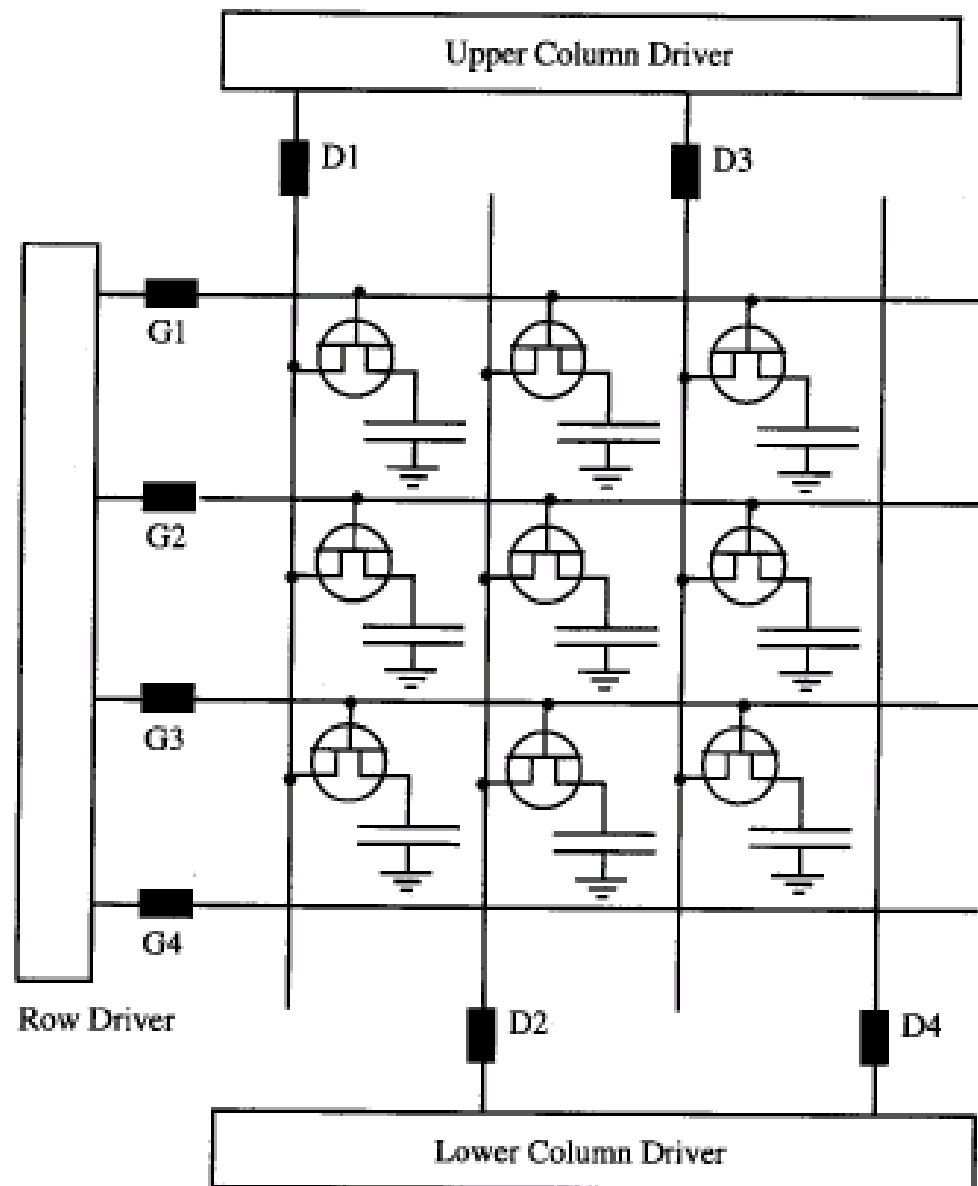 Upper Column Driver
D1
D3
G1
G2
G3
G4
Row Driver
D2
D4
Lower Column Driver